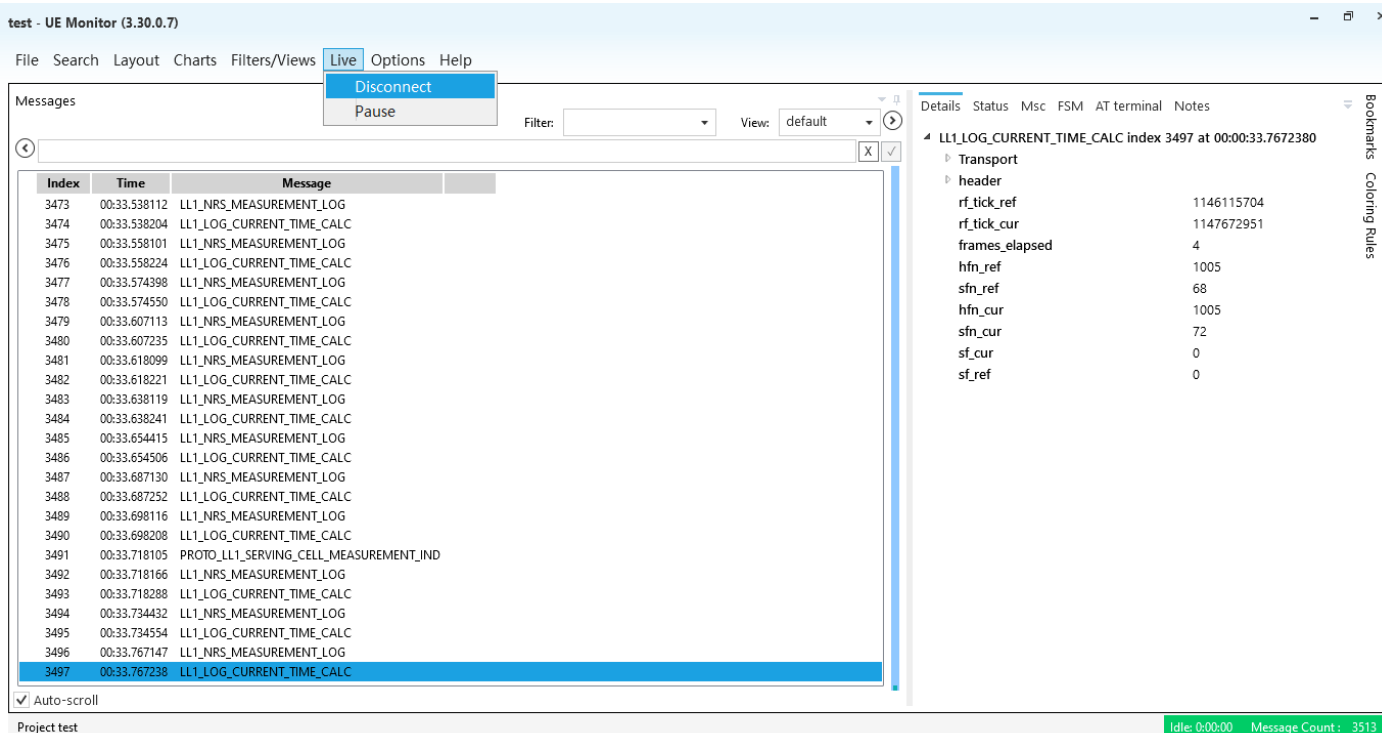 test - UE Monitor (3.30.0.7)
File Search Layout Charts Filters/Views Live Options Help
Disconnect
Pause
Messages
Filter: View: default
X
Index Time Message
3473 00:33.538112 LL1_NRS_MEASUREMENT_LOG
3474 00:33.538204 LL1_LOG_CURRENT_TIME_CALC
3475 00:33.558101 LL1_NRS_MEASUREMENT_LOG
3476 00:33.558224 LL1_LOG_CURRENT_TIME_CALC
3477 00:33.574398 LL1_NRS_MEASUREMENT_LOG
3478 00:33.574550 LL1_LOG_CURRENT_TIME_CALC
3479 00:33.607113 LL1_NRS_MEASUREMENT_LOG
3480 00:33.607235 LL1_LOG_CURRENT_TIME_CALC
3481 00:33.618099 LL1_NRS_MEASUREMENT_LOG
3482 00:33.618221 LL1_LOG_CURRENT_TIME_CALC
3483 00:33.638119 LL1_NRS_MEASUREMENT_LOG
3484 00:33.638241 LL1_LOG_CURRENT_TIME_CALC
3485 00:33.654415 LL1_NRS_MEASUREMENT_LOG
3486 00:33.654506 LL1_LOG_CURRENT_TIME_CALC
3487 00:33.687130 LL1_NRS_MEASUREMENT_LOG
3488 00:33.687252 LL1_LOG_CURRENT_TIME_CALC
3489 00:33.698116 LL1_NRS_MEASUREMENT_LOG
3490 00:33.698208 LL1_LOG_CURRENT_TIME_CALC
3491 00:33.718105 PROTO_LL1_SERVING_CELL_MEASUREMENT_IND
3492 00:33.718166 LL1_NRS_MEASUREMENT_LOG
3493 00:33.718288 LL1_LOG_CURRENT_TIME_CALC
3494 00:33.734432 LL1_NRS_MEASUREMENT_LOG
3495 00:33.734554 LL1_LOG_CURRENT_TIME_CALC
3496 00:33.767147 LL1_NRS_MEASUREMENT_LOG
3497 00:33.767238 LL1_LOG_CURRENT_TIME_CALC
Auto-scroll
Details Status Msc FSM AT terminal Notes
LL1_LOG_CURRENT_TIME_CALC index 3497 at 00:00:33.7672380
Transport
header
rf_tick_ref 1146115704
rf_tick_cur 1147672951
frames_elapsed 4
hfn_ref 1005
sfn_ref 68
hfn_cur 1005
sfn_cur 72
sf_cur 0
sf_ref 0
Bookmarks Coloring Rules
Project test
Idle: 0:00:00 Message Count : 3513